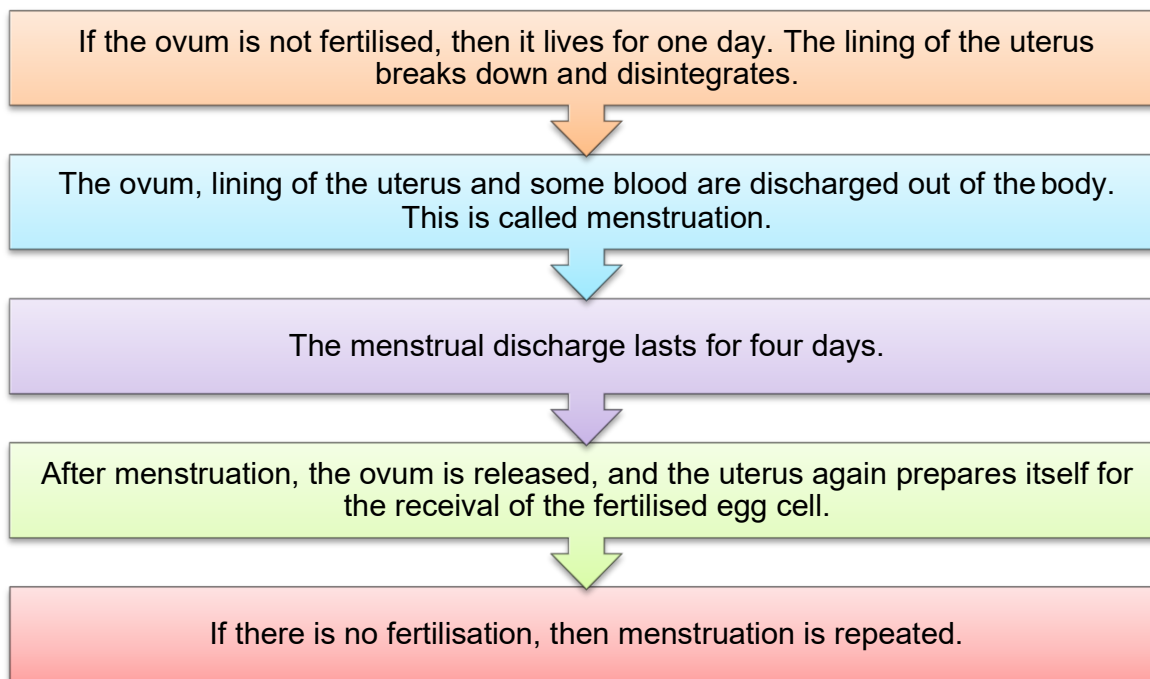 If the ovum is not fertilised, then it lives for one day. The lining of the uterus
breaks down and disintegrates.
The ovum, lining of the uterus and some blood are discharged out of the body.
This is called menstruation.
The menstrual discharge lasts for four days.
After menstruation, the ovum is released, and the uterus again prepares itself for
the receival of the fertilised egg cell.
If there is no fertilisation, then menstruation is repeated.